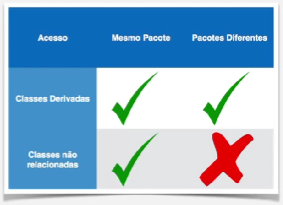 Acesso Mesmo Pacote Pacotes Diferentes
Classes Derivadas
Classes não
relacionadas